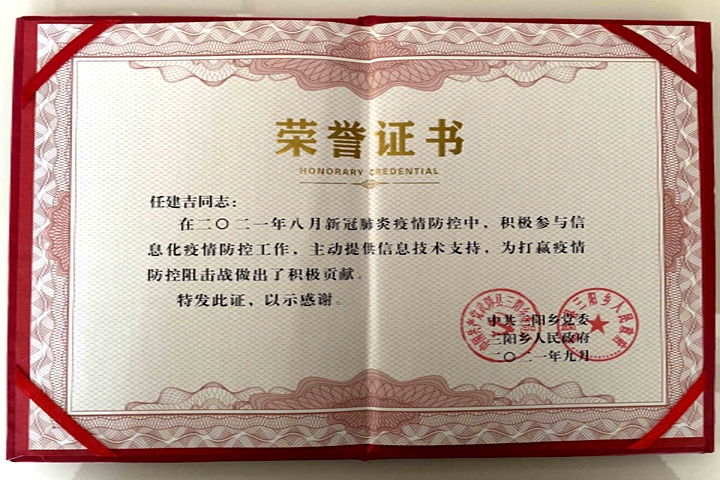 荣誉证书
HONORARY CREDENTIAL
任建吉同志：
在二〇二一年八月新冠肺炎疫情防控中，积极参与信
息化疫情防控工作，主动提供信息技术支持，为打赢疫情
防控阻击战做出了积极贡献。
特发此证，以示感谢。
中共三阳乡党委
三阳乡人民政府
二〇二一年九月